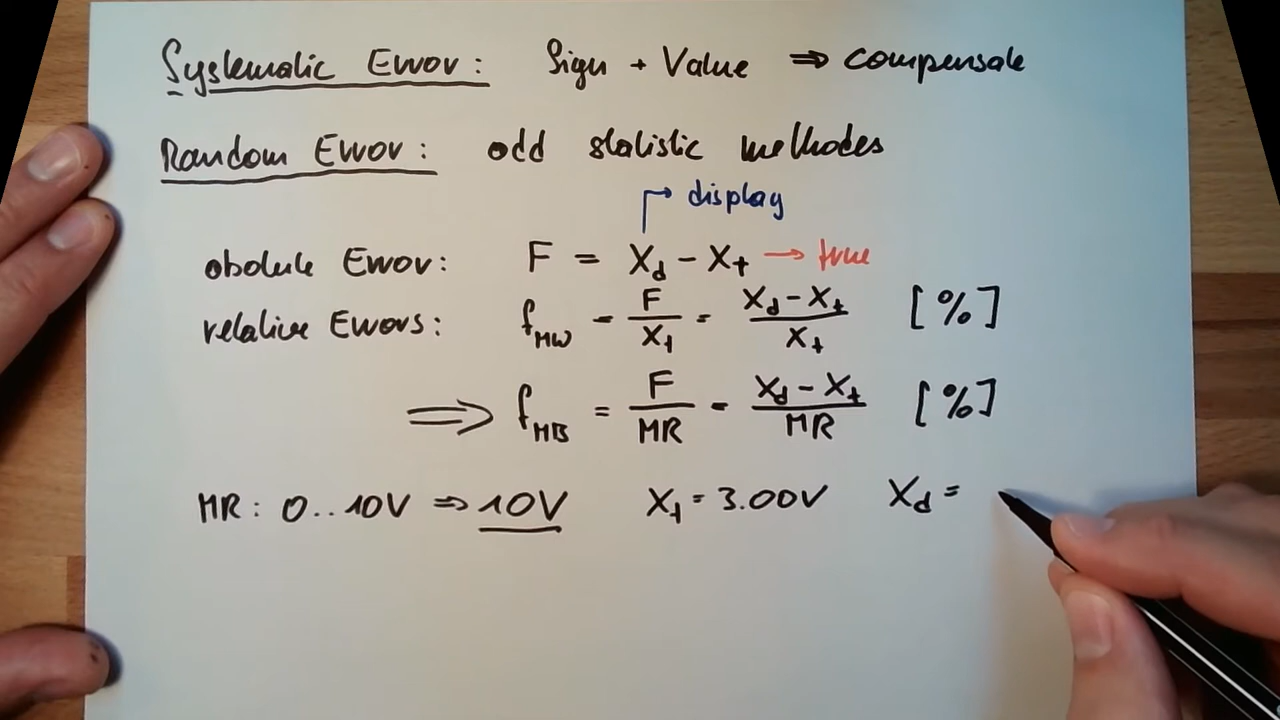 Systematic Error: Sign + Value ⇒ compensate
Random Error: odd statistic methodes
display
absolute Error: F = X_d - X_t → true
relative Errors: f_MW = F/X_t = (X_d - X_t)/X_t [%]
⇒ f_MB = F/MR = (X_d - X_t)/MR [%]
MR: 0..10V ⇒ 10V X_t = 3.00V X_d =